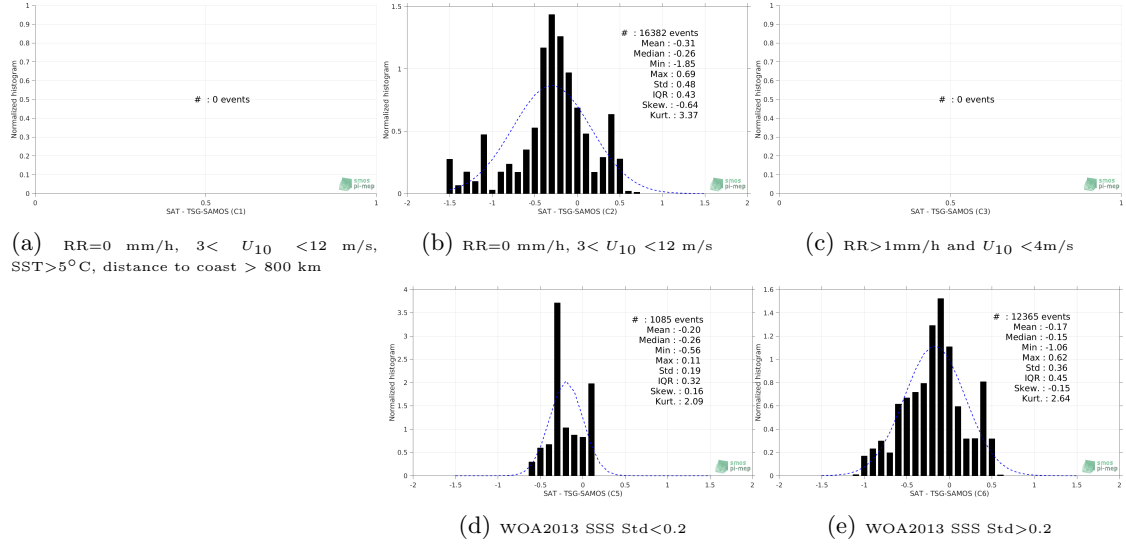 1
0.9
0.8
0.7
0.6
0.5
0.4
0.3
0.2
0.1
0
Normalized histogram
# : 0 events
smos
pi-mep
0 0.5 1
SAT - TSG-SAMOS (C1)
(a) RR=0 mm/h, 3< U10 <12 m/s,
SST>5°C, distance to coast > 800 km
1.5
1
0.5
0
Normalized histogram
# : 16382 events
Mean : -0.31
Median : -0.26
Min : -1.85
Max : 0.69
Std : 0.48
IQR : 0.43
Skew. : -0.64
Kurt. : 3.37
smos
pi-mep
-2 -1.5 -1 -0.5 0 0.5 1 1.5 2
SAT - TSG-SAMOS (C2)
(b) RR=0 mm/h, 3< U10 <12 m/s
1
0.9
0.8
0.7
0.6
0.5
0.4
0.3
0.2
0.1
0
Normalized histogram
# : 0 events
smos
pi-mep
0 0.5 1
SAT - TSG-SAMOS (C3)
(c) RR>1mm/h and U10 <4m/s
4
3.5
3
2.5
2
1.5
1
0.5
0
Normalized histogram
# : 1085 events
Mean : -0.20
Median : -0.26
Min : -0.56
Max : 0.11
Std : 0.19
IQR : 0.32
Skew. : 0.16
Kurt. : 2.09
smos
pi-mep
-2 -1.5 -1 -0.5 0 0.5 1 1.5 2
SAT - TSG-SAMOS (C5)
(d) WOA2013 SSS Std<0.2
1.6
1.4
1.2
1
0.8
0.6
0.4
0.2
0
Normalized histogram
# : 12365 events
Mean : -0.17
Median : -0.15
Min : -1.06
Max : 0.62
Std : 0.36
IQR : 0.45
Skew. : -0.15
Kurt. : 2.64
smos
pi-mep
-2 -1.5 -1 -0.5 0 0.5 1 1.5 2
SAT - TSG-SAMOS (C6)
(e) WOA2013 SSS Std>0.2